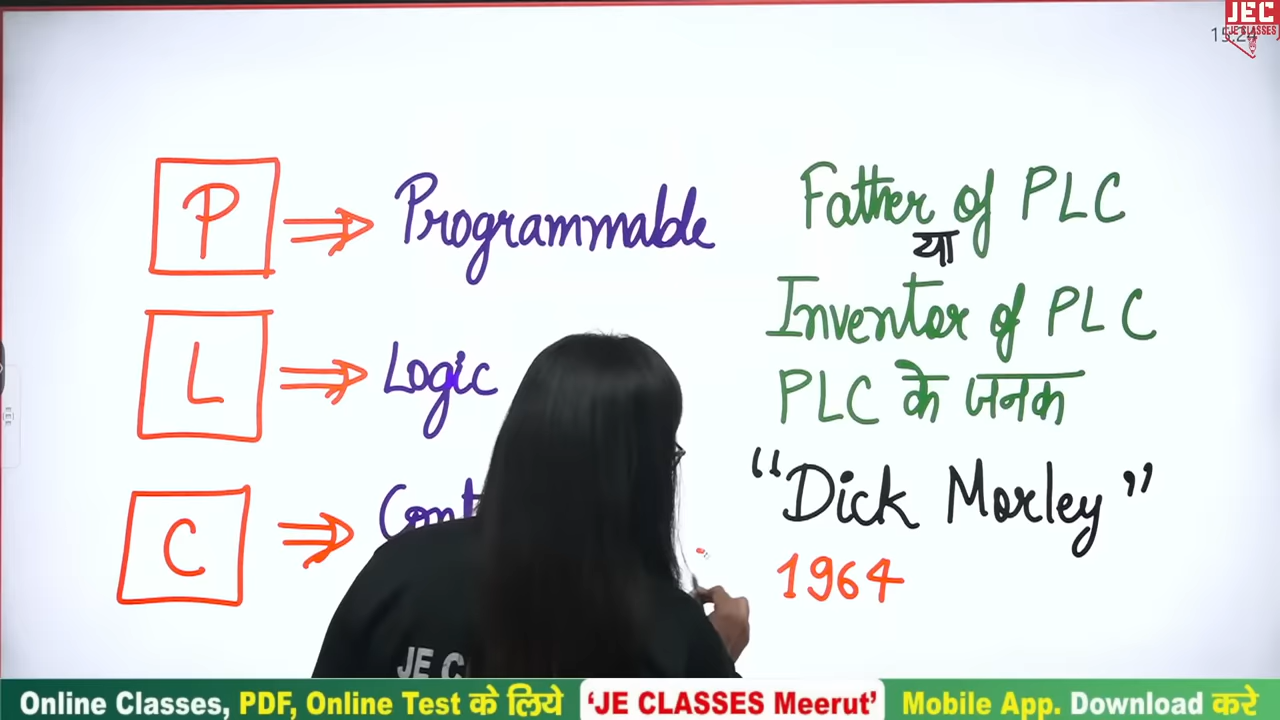 JEC
JE CLASSES
P Programmable
L Logic
C
Father of PLC
या
Inventor of PLC
PLC के जनक
"Dick Morley"
1964
JE
Online Classes, PDF, Online Test के लिये 'JE CLASSES Meerut' Mobile App. Download करे